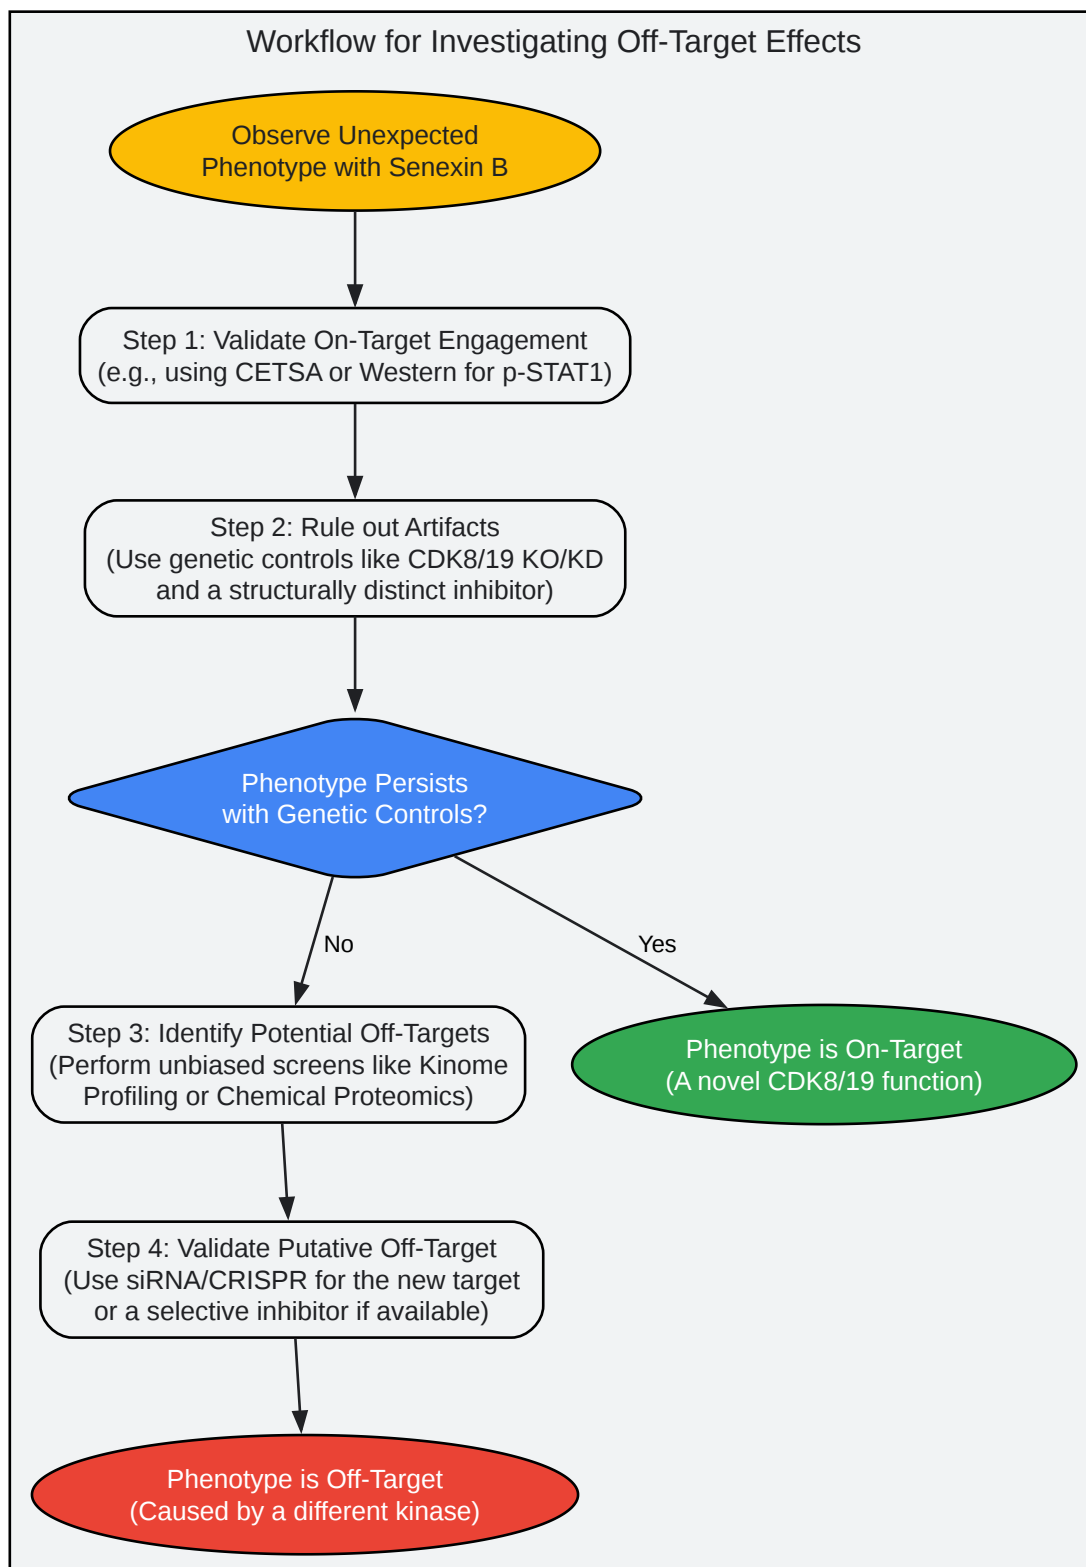 Workflow for Investigating Off-Target Effects
Observe Unexpected
Phenotype with Senexin B
Step 1: Validate On-Target Engagement
(e.g., using CETSA or Western for p-STAT1)
Step 2: Rule out Artifacts
(Use genetic controls like CDK8/19 KO/KD
and a structurally distinct inhibitor)
Phenotype Persists
with Genetic Controls?
No
Yes
Step 3: Identify Potential Off-Targets
(Perform unbiased screens like Kinome
Profiling or Chemical Proteomics)
Phenotype is On-Target
(A novel CDK8/19 function)
Step 4: Validate Putative Off-Target
(Use siRNA/CRISPR for the new target
or a selective inhibitor if available)
Phenotype is Off-Target
(Caused by a different kinase)